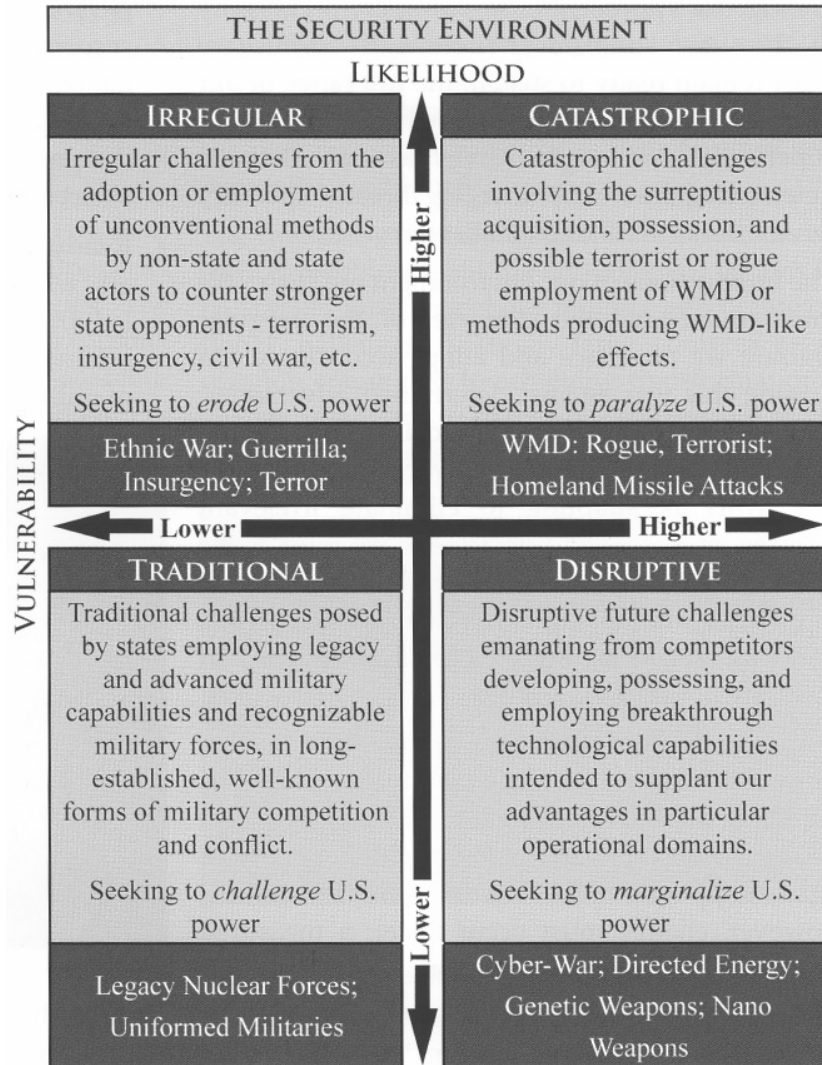 THE SECURITY ENVIRONMENT
LIKELIHOOD
IRREGULAR
Irregular challenges from the
adoption or employment
of unconventional methods
by non-state and state
actors to counter stronger
state opponents - terrorism,
insurgency, civil war, etc.
Seeking to erode U.S. power
Ethnic War; Guerrilla;
Insurgency; Terror
Higher
CATASTROPHIC
Catastrophic challenges
involving the surreptitious
acquisition, possession, and
possible terrorist or rogue
employment of WMD or
methods producing WMD-like
effects.
Seeking to paralyze U.S. power
WMD: Rogue, Terrorist;
Homeland Missile Attacks
VULNERABILITY
Lower
Higher
TRADITIONAL
Traditional challenges posed
by states employing legacy
and advanced military
capabilities and recognizable
military forces, in long-
established, well-known
forms of military competition
and conflict.
Seeking to challenge U.S.
power
Legacy Nuclear Forces;
Uniformed Militaries
Lower
DISRUPTIVE
Disruptive future challenges
emanating from competitors
developing, possessing, and
employing breakthrough
technological capabilities
intended to supplant our
advantages in particular
operational domains.
Seeking to marginalize U.S.
power
Cyber-War; Directed Energy;
Genetic Weapons; Nano
Weapons